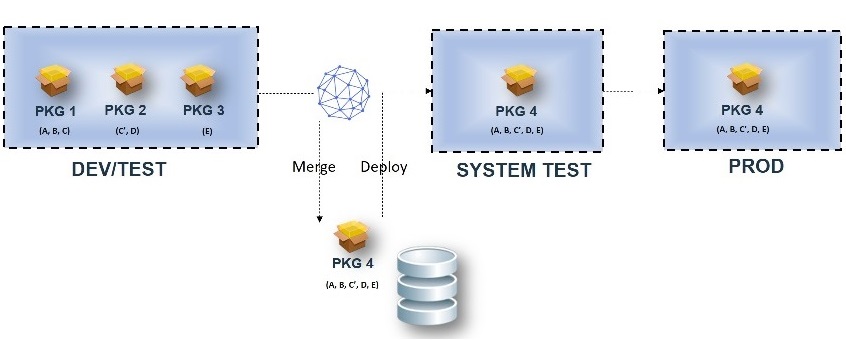 PKG 1
(A, B, C)
PKG 2
(C', D)
PKG 3
(E)
DEV/TEST
Merge
Deploy
PKG 4
(A, B, C', D, E)
PKG 4
(A, B, C', D, E)
SYSTEM TEST
PKG 4
(A, B, C', D, E)
PROD